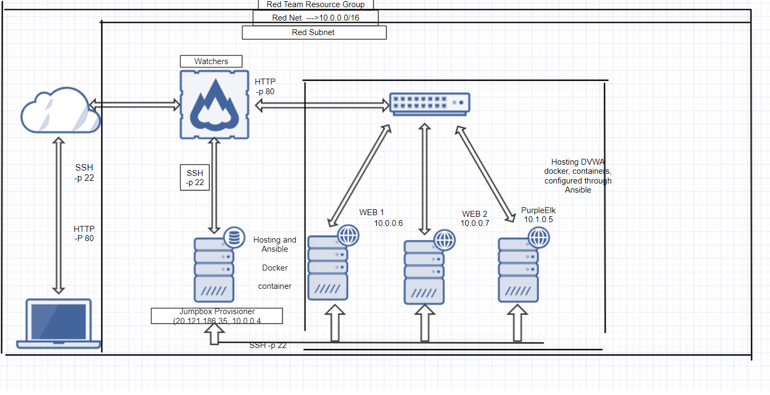 Red Team Resource Group
Red Net --->10.0.0.0/16
Red Subnet
Watchers
HTTP
-p 80
SSH
-p 22
HTTP
-P 80
SSH
-p 22
Hosting DVWA
docker, containers,
configured through
Ansible
WEB 1
10.0.0.6
WEB 2
10.0.0.7
PurpleElk
10.1.0.5
Hosting and
Ansible
Docker
container
Jumpbox Provisioner
(20.121.186.35, 10.0.0.4
SSH -p 22